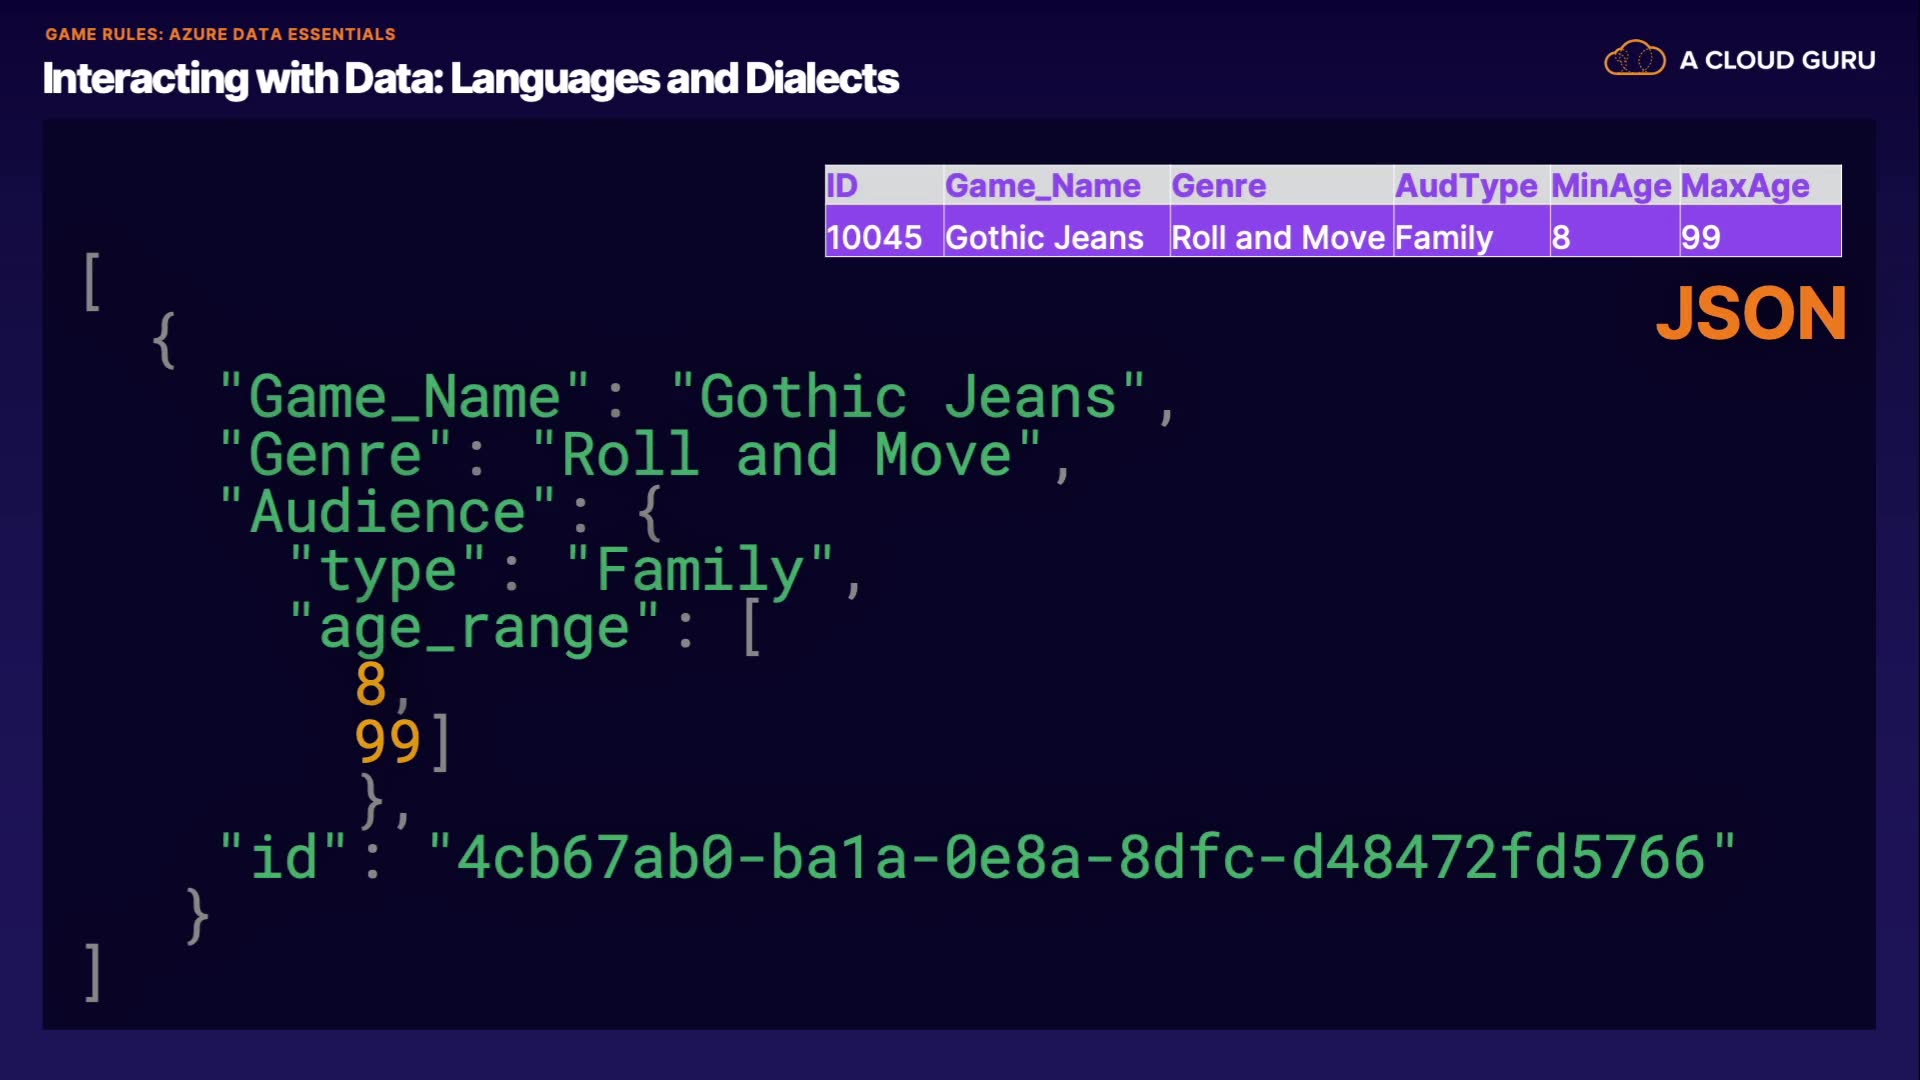 GAME RULES: AZURE DATA ESSENTIALS
Interacting with Data: Languages and Dialects
A CLOUD GURU
ID Game_Name Genre AudType MinAge MaxAge
10045 Gothic Jeans Roll and Move Family 8 99
JSON
[
{
"Game_Name": "Gothic Jeans",
"Genre": "Roll and Move",
"Audience": {
"type": "Family",
"age_range": [
8,
99]
},
"id": "4cb67ab0-ba1a-0e8a-8dfc-d48472fd5766"
}
]